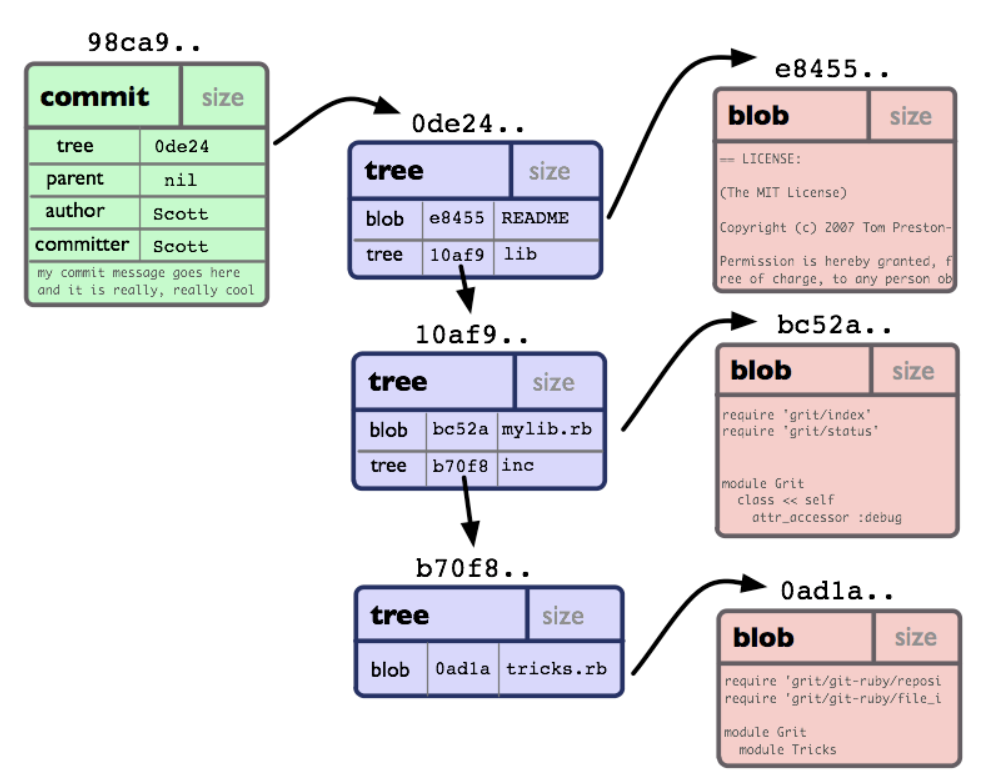 98ca9..
commit size
tree 0de24
parent nil
author Scott
committer Scott
my commit message goes here
and it is really, really cool
0de24..
tree size
blob e8455 README
tree 10af9 lib
10af9..
tree size
blob bc52a mylib.rb
tree b70f8 inc
b70f8..
tree size
blob 0ad1a tricks.rb
e8455..
blob size
== LICENSE:
(The MIT License)
Copyright (c) 2007 Tom Preston-
Permission is hereby granted, f
ree of charge, to any person ob
bc52a..
blob size
require 'grit/index'
require 'grit/status'
module Grit
class << self
attr_accessor :debug
0ad1a..
blob size
require 'grit/git-ruby/reposi
require 'grit/git-ruby/file_i
module Grit
module Tricks